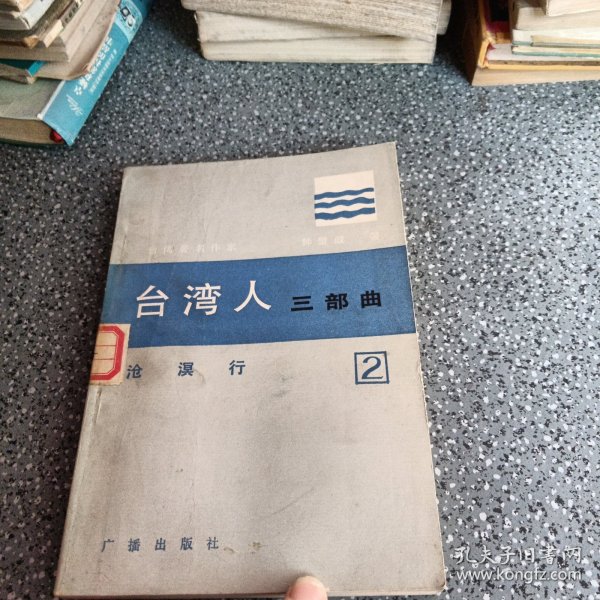 台湾著名作家 钟肇政 著
台湾人 三部曲
沧溟行 2
广播出版社
孔夫子旧书网
www.kongfz.com